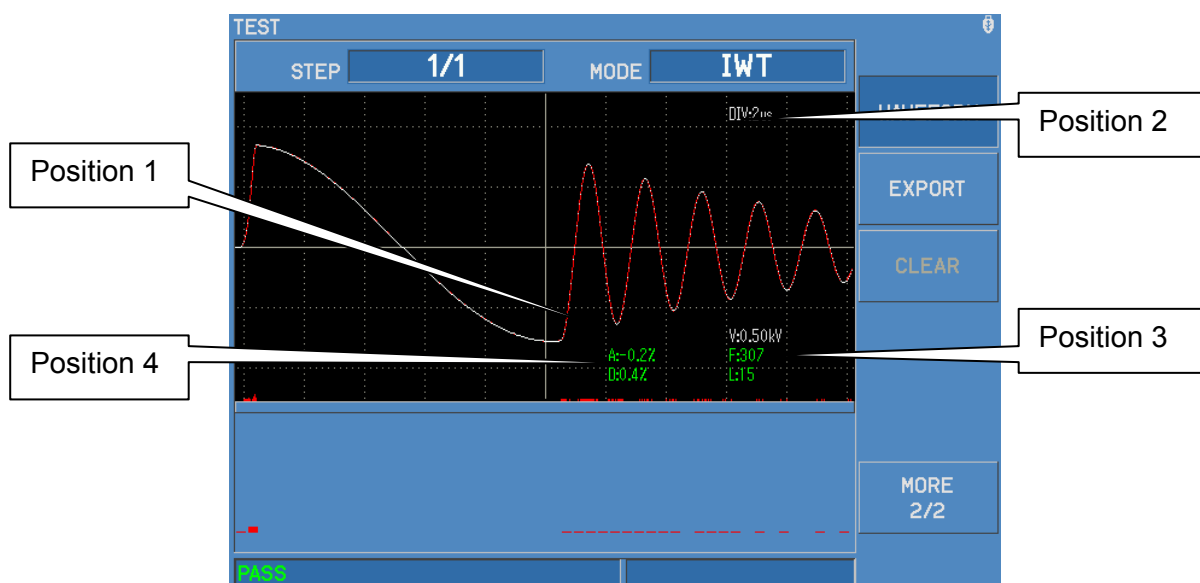 TEST
STEP 1/1 MODE IWT
DIV:2us
Position 2
Position 1
EXPORT
CLEAR
V:0.50kV
Position 3
A:-0.2% F:307
Position 4
D:0.4% L:15
MORE
2/2
PASS